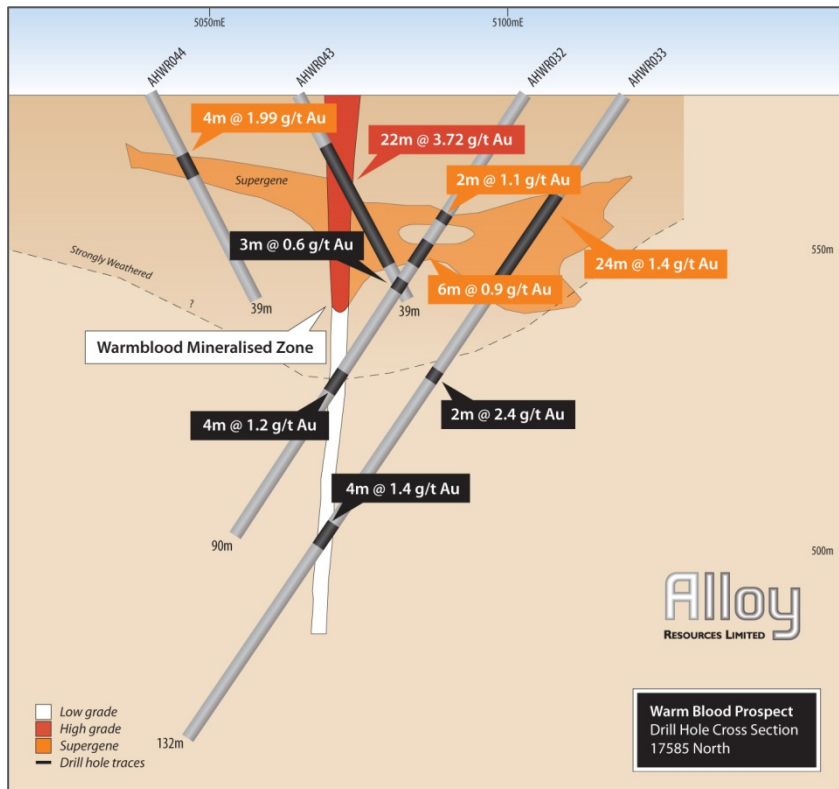 5050mE
5100mE
AHWR044
AHWR043
AHWR032
AHWR033
4m @ 1.99 g/t Au
22m @ 3.72 g/t Au
2m @ 1.1 g/t Au
Supergene
3m @ 0.6 g/t Au
550m
24m @ 1.4 g/t Au
Strongly Weathered
6m @ 0.9 g/t Au
?
39m
39m
Warmblood Mineralised Zone
4m @ 1.2 g/t Au
2m @ 2.4 g/t Au
4m @ 1.4 g/t Au
90m
500m
Alloy
RESOURCES LIMITED
Low grade
High grade
Supergene
Drill hole traces
132m
Warm Blood Prospect
Drill Hole Cross Section
17585 North